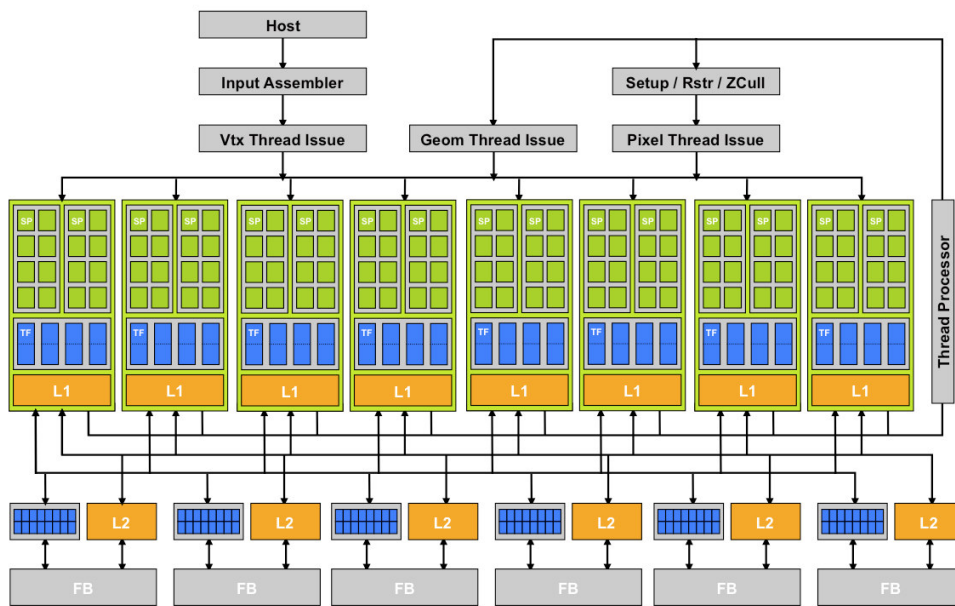 Host
Input Assembler
Setup / Rstr / ZCull
Vtx Thread Issue
Geom Thread Issue
Pixel Thread Issue
SP SP SP SP SP SP SP SP SP SP SP SP SP SP SP SP
Thread Processor
TF TF TF TF TF TF TF TF
L1 L1 L1 L1 L1 L1 L1 L1
L2 L2 L2 L2 L2 L2
FB FB FB FB FB FB